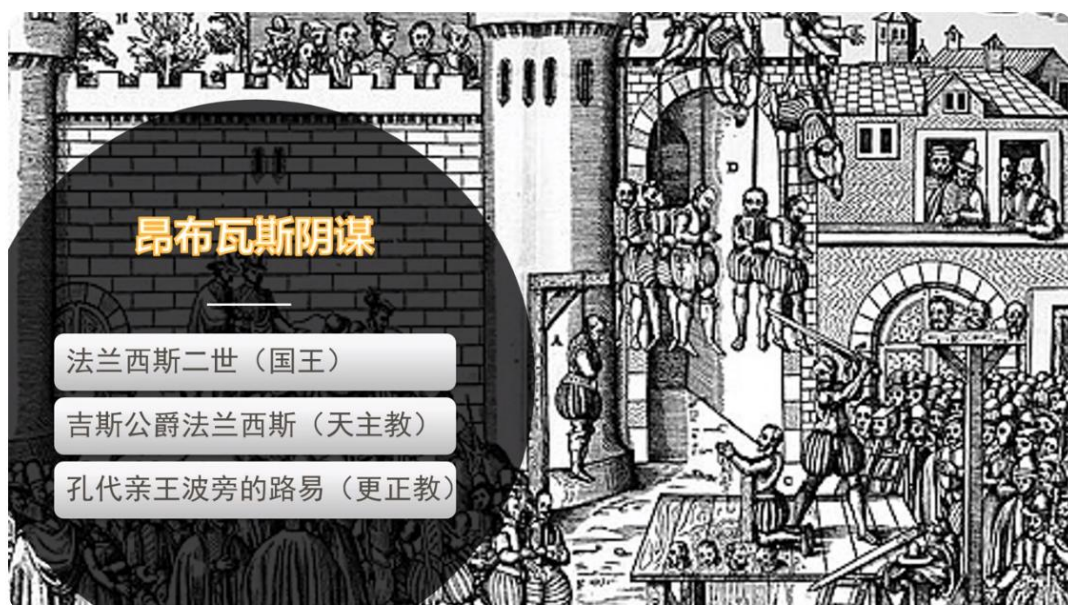 昂布瓦斯阴谋
法兰西斯二世（国王）
吉斯公爵法兰西斯（天主教）
孔代亲王波旁的路易（更正教）
H
D
A
C